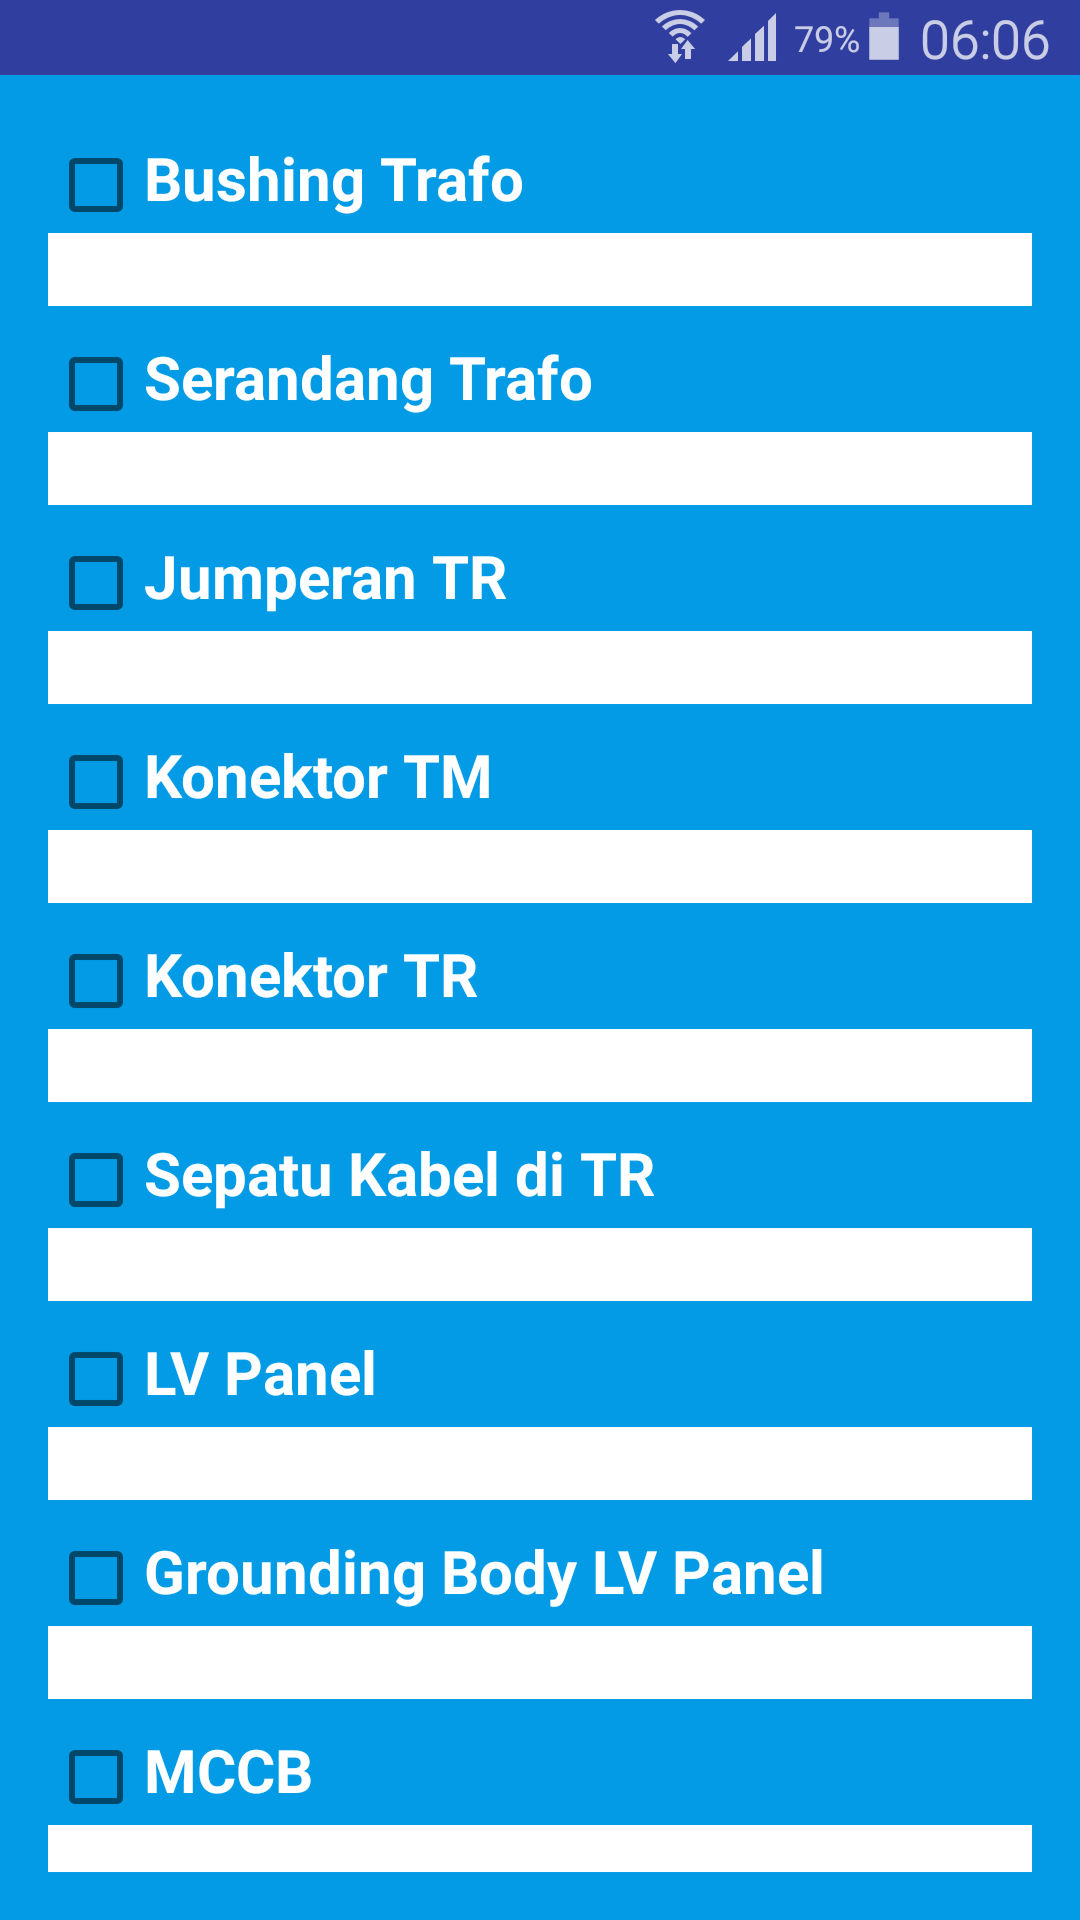 79% 06:06
Bushing Trafo
Serandang Trafo
Jumperan TR
Konektor TM
Konektor TR
Sepatu Kabel di TR
LV Panel
Grounding Body LV Panel
MCCB